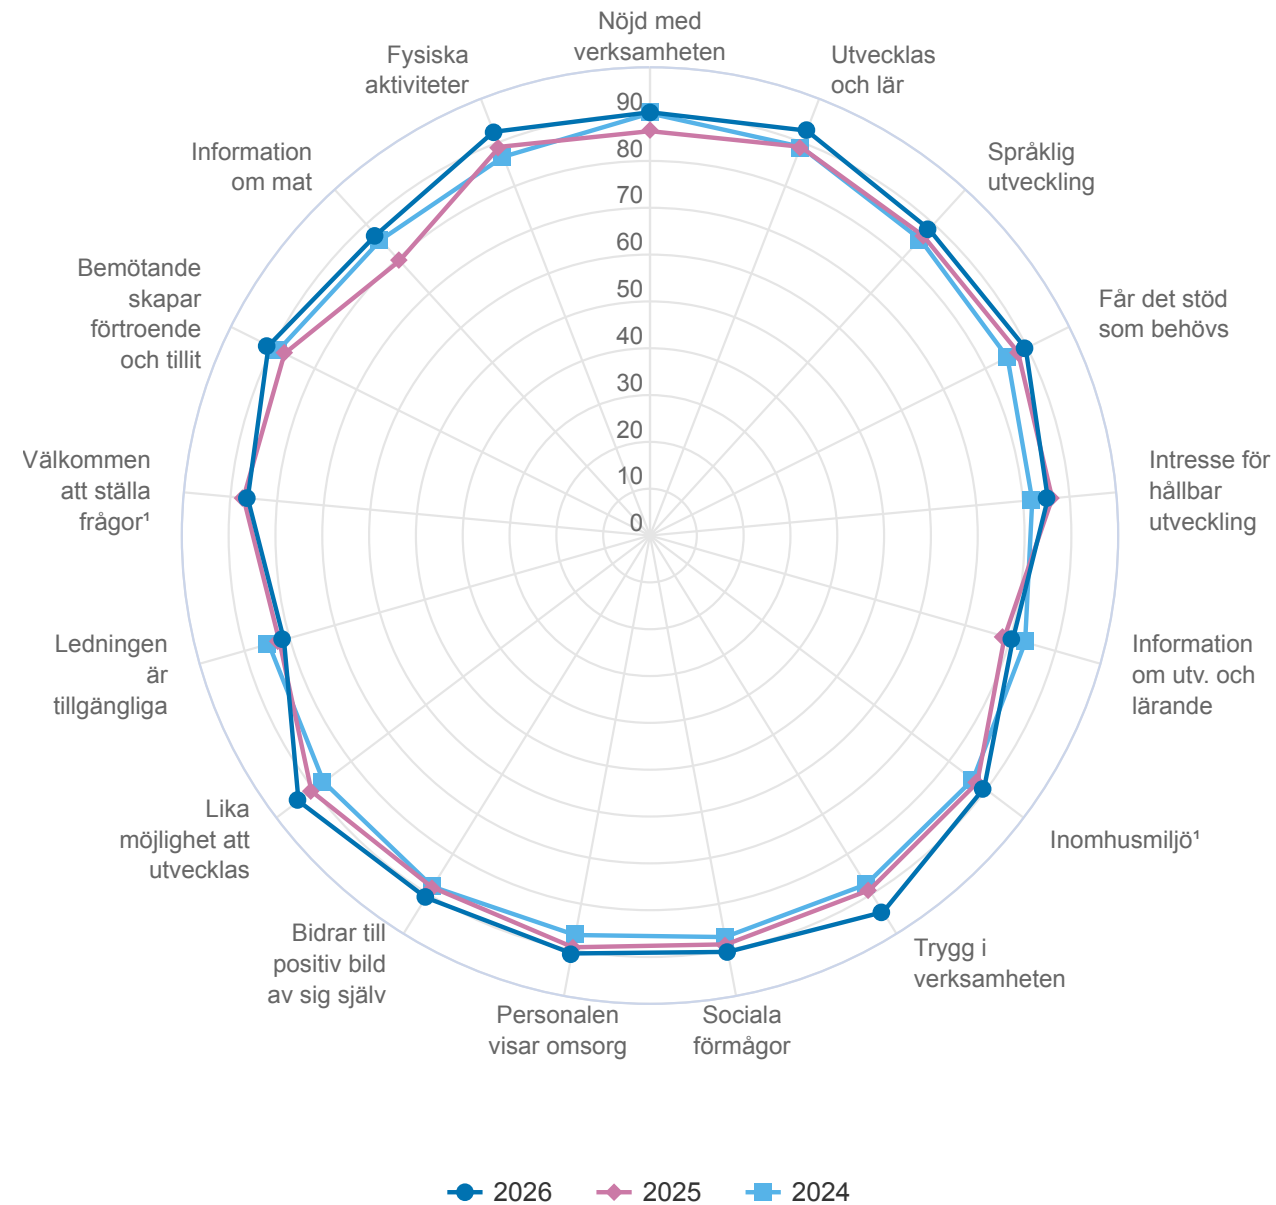 Nöjd med
verksamheten
Utvecklas
och lär
Språklig
utveckling
Får det stöd
som behövs
Intresse för
hållbar
utveckling
Information
om utv. och
lärande
Inomhusmiljö¹
Trygg i
verksamheten
Sociala
förmågor
Personalen
visar omsorg
Bidrar till
positiv bild
av sig själv
Lika
möjlighet att
utvecklas
Ledningen
är
tillgängliga
Välkommen
att ställa
frågor¹
Bemötande
skapar
förtroende
och tillit
Information
om mat
Fysiska
aktiviteter
90
80
70
60
50
40
30
20
10
0
2026
2025
2024